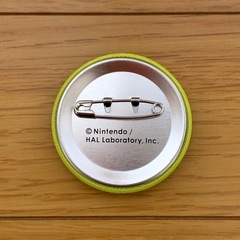 © Nintendo /
HAL Laboratory, Inc.